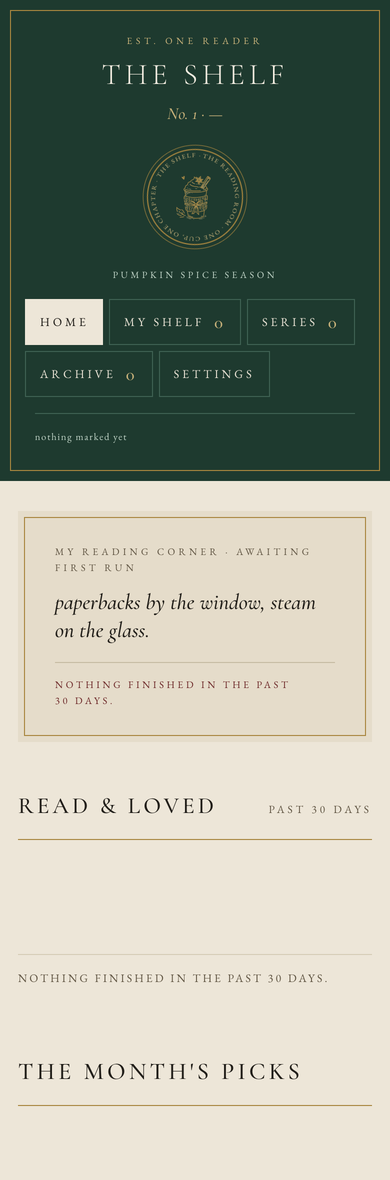 EST. ONE READER
THE SHELF
No. 1 · —
THE SHELF · THE READING ROOM · ONE CUP, ONE CHAPTER ·
PUMPKIN SPICE SEASON
HOME
MY SHELF 0
SERIES 0
ARCHIVE 0
SETTINGS
nothing marked yet
MY READING CORNER · AWAITING
FIRST RUN
paperbacks by the window, steam
on the glass.
NOTHING FINISHED IN THE PAST
30 DAYS.
READ & LOVED
PAST 30 DAYS
NOTHING FINISHED IN THE PAST 30 DAYS.
THE MONTH'S PICKS